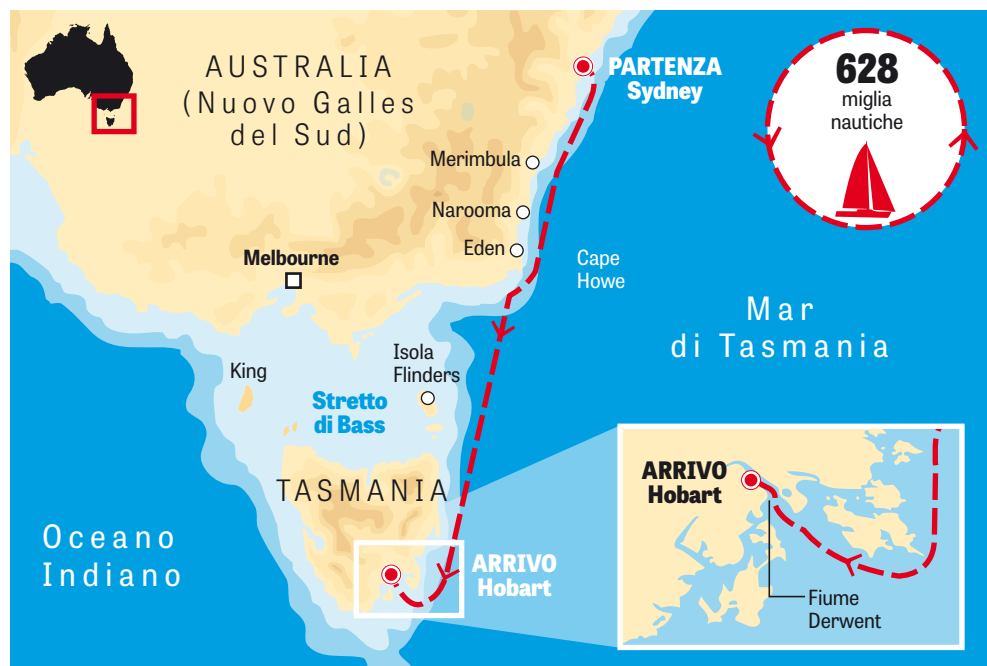 AUSTRALIA
(Nuovo Galles
del Sud)
PARTENZA
Sydney
628
miglia
nautiche
Merimbula
Narooma
Eden
Melbourne
Cape
Howe
Mar
di Tasmania
King
Isola
Flinders
Stretto
di Bass
TASMANIA
Oceano
Indiano
ARRIVO
Hobart
ARRIVO
Hobart
Fiume
Derwent